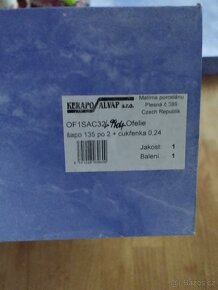 KERAPO ALVAP s.r.o.
Malírna porcelánu
Plesná č 385
Czech Republik
OF1SAC32 Ofelie
šapo 135 po 2 + cukřenka 0,24
Jakost: 1
Balení: 1